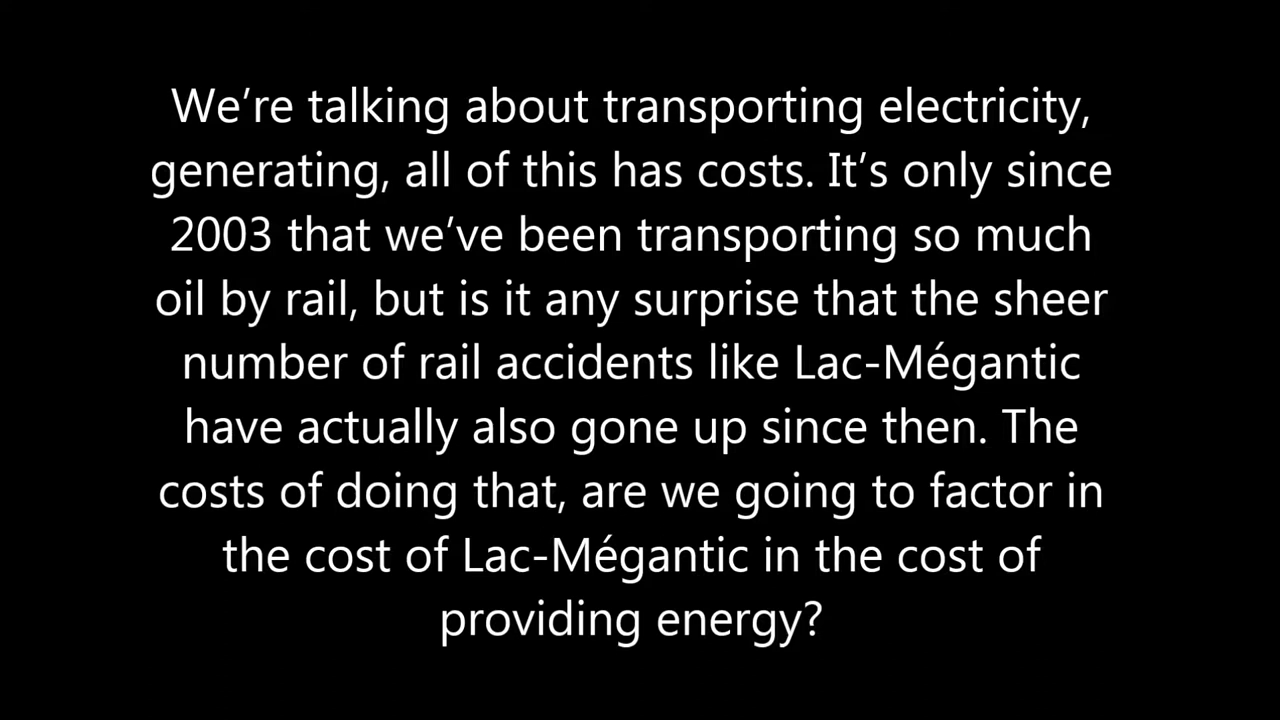 We’re talking about transporting electricity,
generating, all of this has costs. It’s only since
2003 that we’ve been transporting so much
oil by rail, but is it any surprise that the sheer
number of rail accidents like Lac-Mégantic
have actually also gone up since then. The
costs of doing that, are we going to factor in
the cost of Lac-Mégantic in the cost of
providing energy?